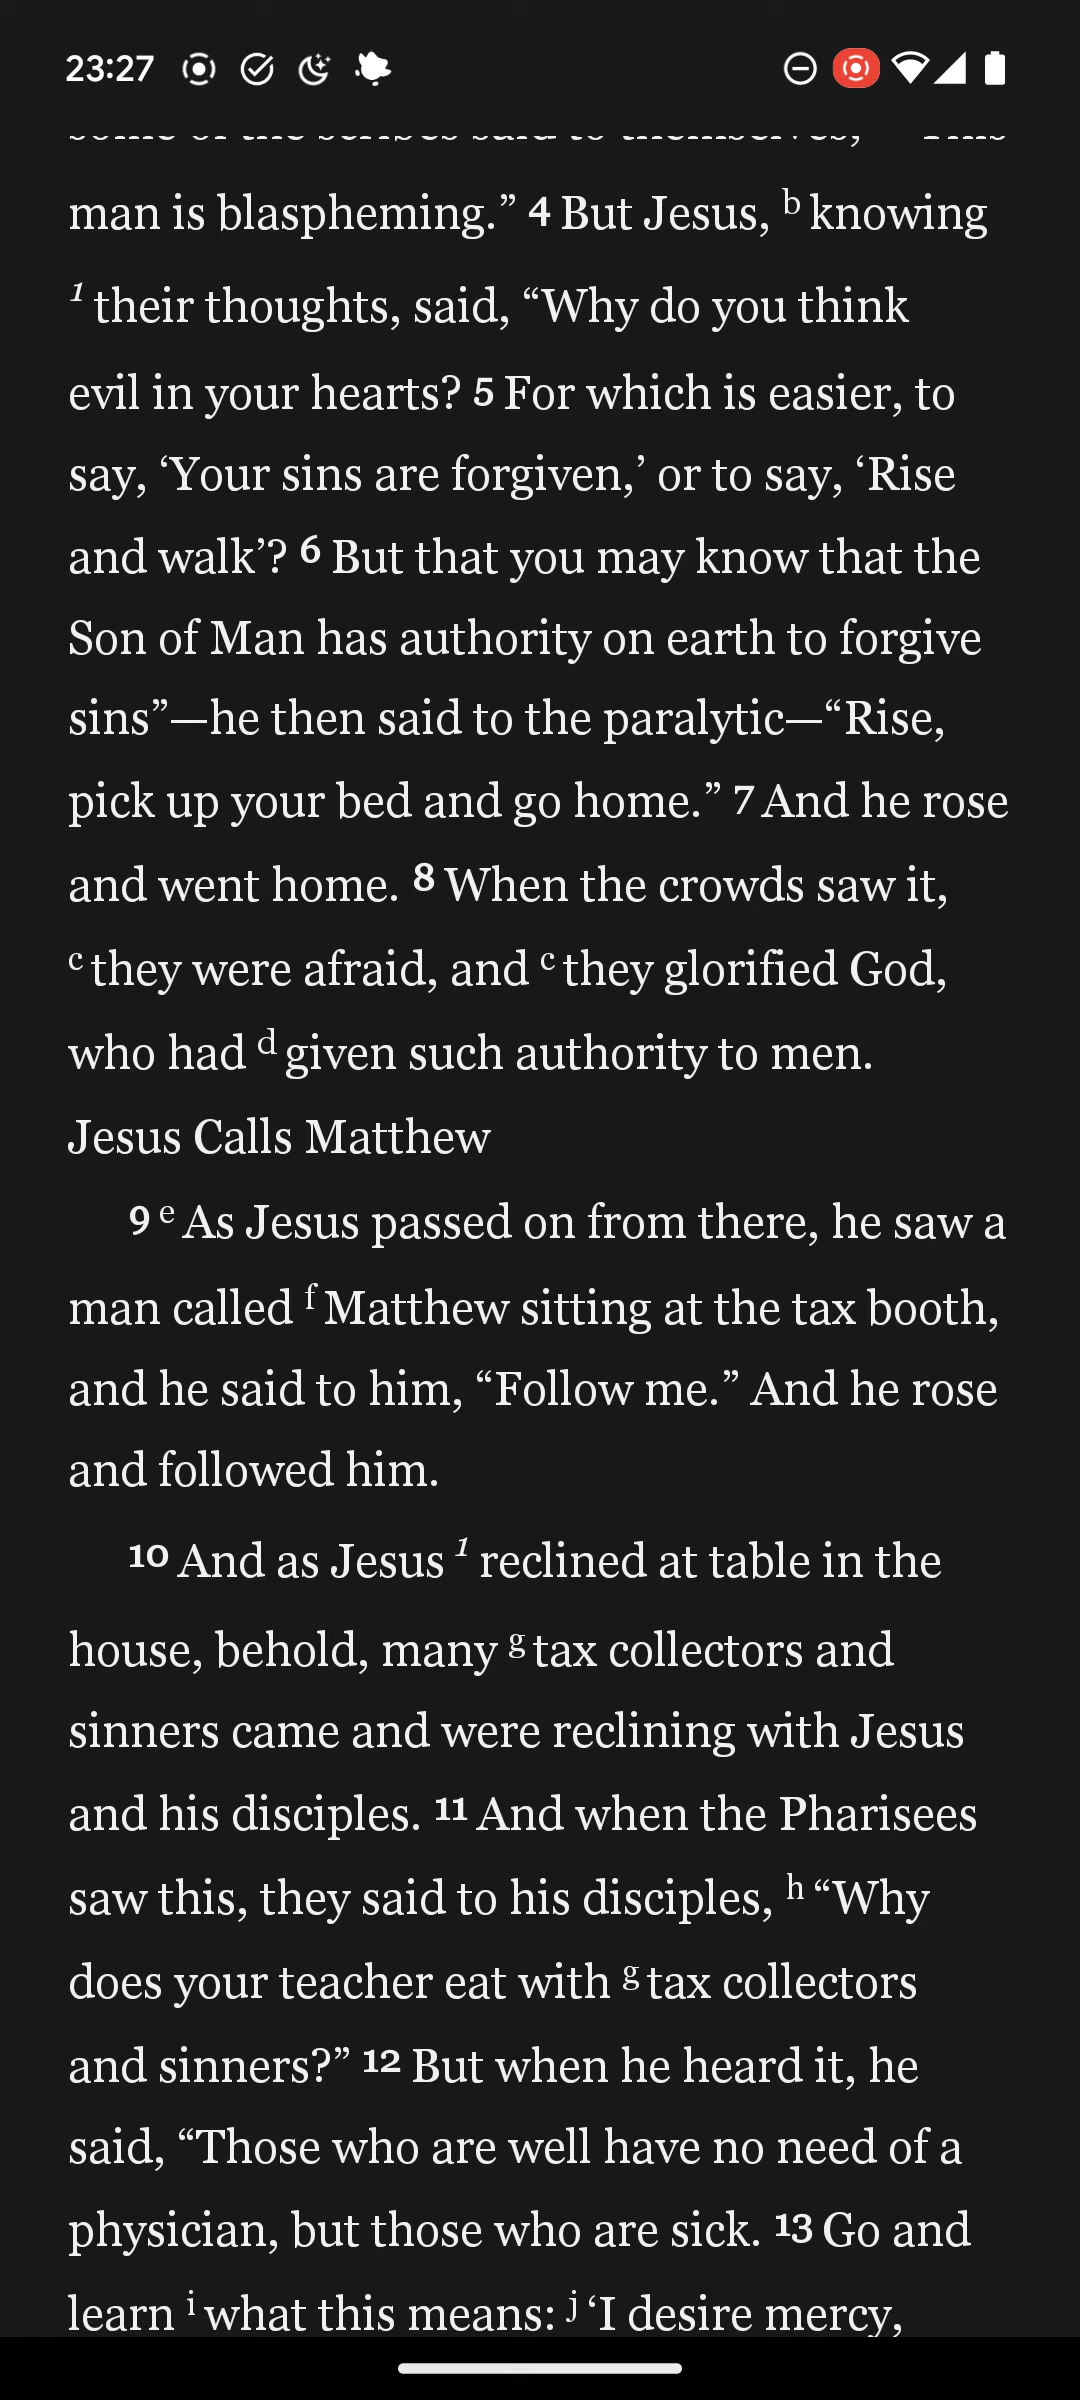 23:27
some of the scribes said to themselves, “This
man is blaspheming.” 4 But Jesus, b knowing
1 their thoughts, said, “Why do you think
evil in your hearts? 5 For which is easier, to
say, ‘Your sins are forgiven,’ or to say, ‘Rise
and walk’? 6 But that you may know that the
Son of Man has authority on earth to forgive
sins”—he then said to the paralytic—“Rise,
pick up your bed and go home.” 7 And he rose
and went home. 8 When the crowds saw it,
c they were afraid, and c they glorified God,
who had d given such authority to men.
Jesus Calls Matthew
9 e As Jesus passed on from there, he saw a
man called f Matthew sitting at the tax booth,
and he said to him, “Follow me.” And he rose
and followed him.
10 And as Jesus 1 reclined at table in the
house, behold, many g tax collectors and
sinners came and were reclining with Jesus
and his disciples. 11 And when the Pharisees
saw this, they said to his disciples, h “Why
does your teacher eat with g tax collectors
and sinners?” 12 But when he heard it, he
said, “Those who are well have no need of a
physician, but those who are sick. 13 Go and
learn i what this means: j ‘I desire mercy,